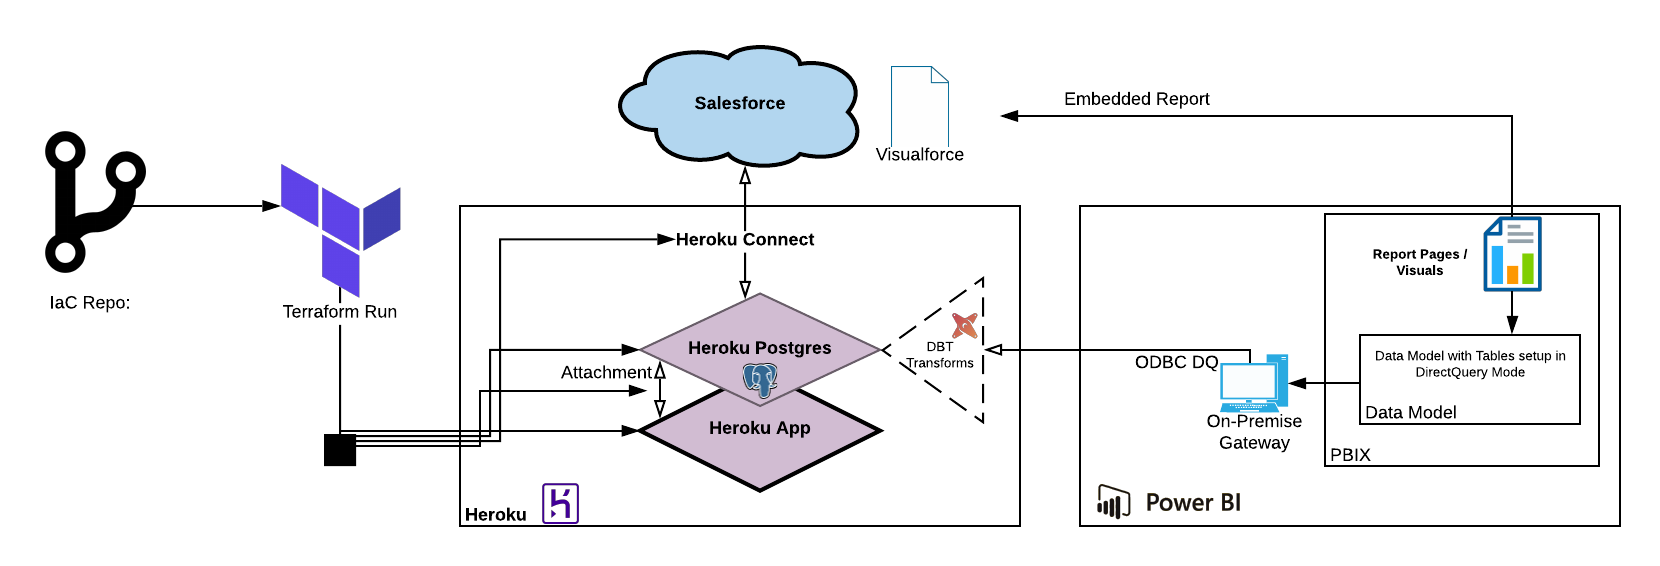 Salesforce
Visualforce
Embedded Report
IaC Repo:
Terraform Run
Heroku Connect
Heroku Postgres
Attachment
Heroku App
DBT
Transforms
Heroku
ODBC DQ
On-Premise
Gateway
Report Pages /
Visuals
Data Model with Tables setup in
DirectQuery Mode
Data Model
PBIX
Power BI